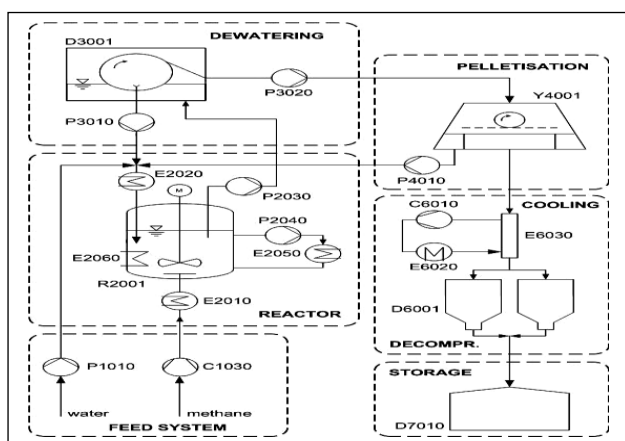 D3001
DEWATERING
P3020
P3010
PELLETISATION
Y4001
P4010
E2020
M
P2030
P2040
E2050
E2060
R2001
E2010
REACTOR
C6010
COOLING
E6030
E6020
D6001
DECOMPR.
P1010
C1030
water
methane
FEED SYSTEM
STORAGE
D7010